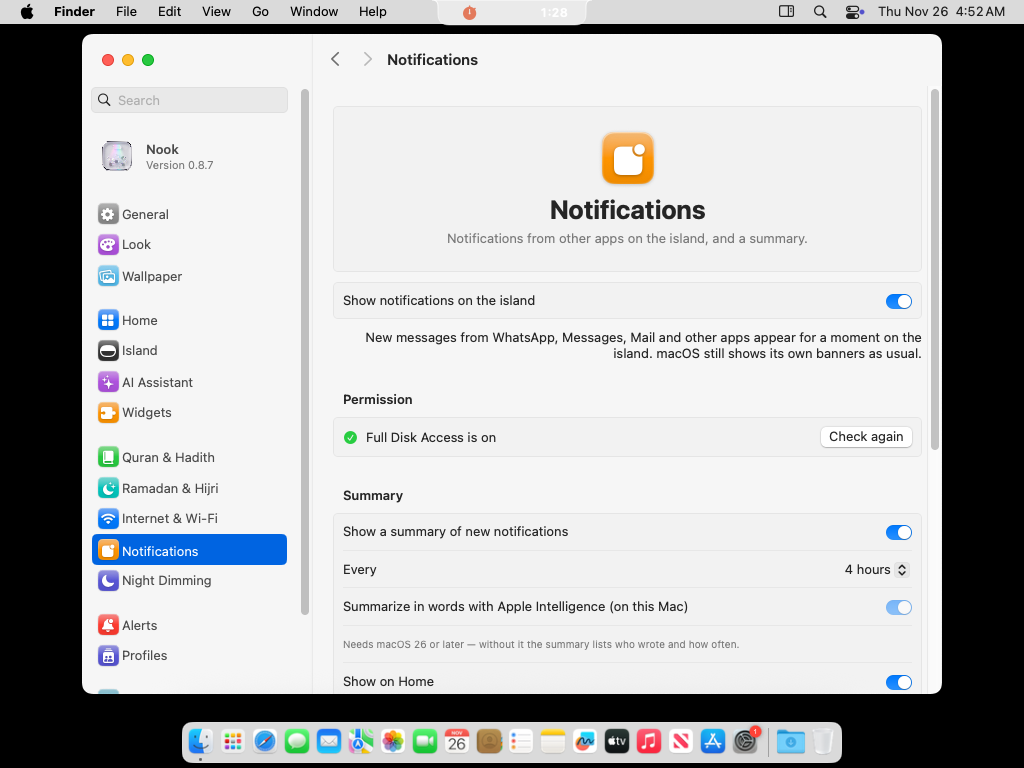 Finder File Edit View Go Window Help 1:28 Thu Nov 26 4:52 AM
Notifications
Search
Nook
Version 0.8.7
General
Look
Wallpaper
Home
Island
AI Assistant
Widgets
Quran & Hadith
Ramadan & Hijri
Internet & Wi-Fi
Notifications
Night Dimming
Alerts
Profiles
Notifications
Notifications from other apps on the island, and a summary.
Show notifications on the island
New messages from WhatsApp, Messages, Mail and other apps appear for a moment on the
island. macOS still shows its own banners as usual.
Permission
Full Disk Access is on Check again
Summary
Show a summary of new notifications
Every 4 hours
Summarize in words with Apple Intelligence (on this Mac)
Needs macOS 26 or later — without it the summary lists who wrote and how often.
Show on Home
NOV
26
tv
1